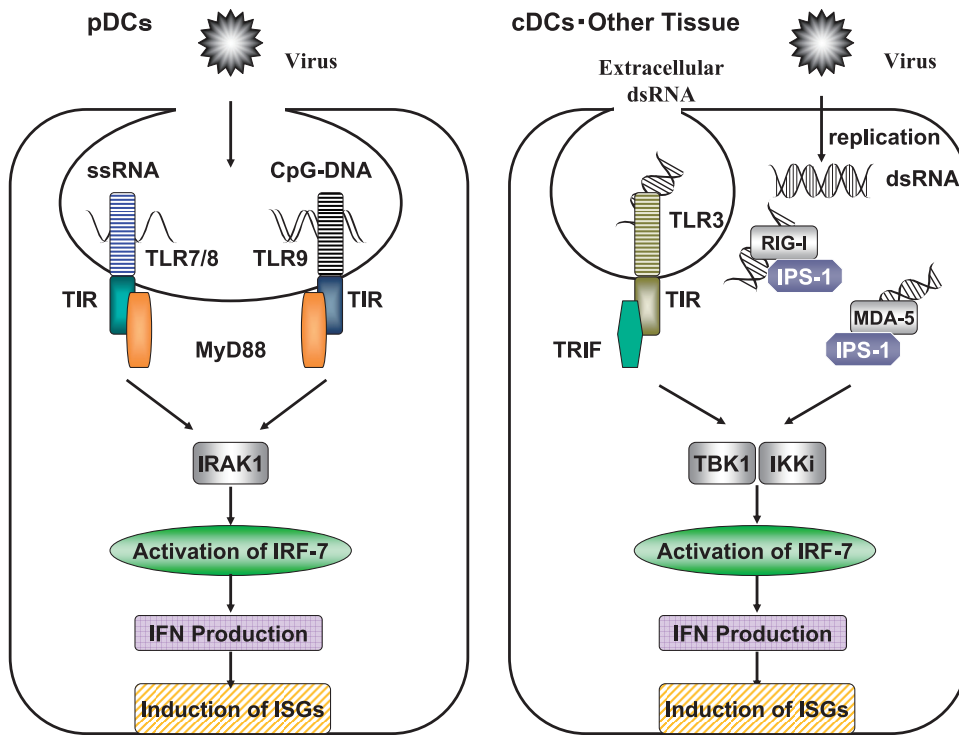 pDCs
Virus
ssRNA
CpG-DNA
TLR7/8
TLR9
TIR
TIR
MyD88
IRAK1
Activation of IRF-7
IFN Production
Induction of ISGs
cDCs・Other Tissue
Extracellular
dsRNA
Virus
replication
dsRNA
TLR3
RIG-I
IPS-1
TIR
MDA-5
TRIF
IPS-1
TBK1
IKKi
Activation of IRF-7
IFN Production
Induction of ISGs